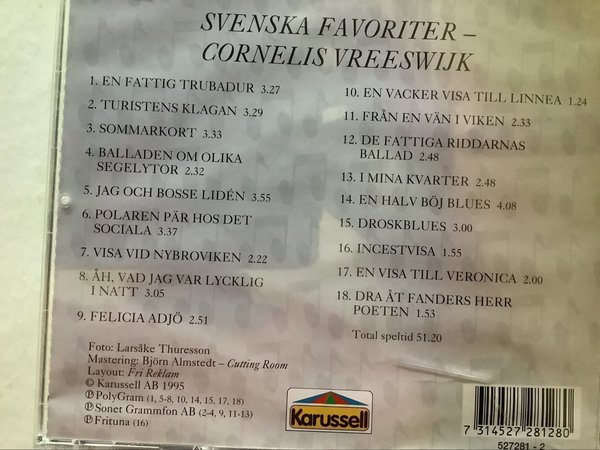 SVENSKA FAVORITER –
CORNELIS VREESWIJK
1. EN FATTIG TRUBADUR 3.27
2. TURISTENS KLAGAN 3.29
3. SOMMARKORT 3.33
4. BALLADEN OM OLIKA
SEGELYTOR 2.32
5. JAG OCH BOSSE LIDÉN 3.55
6. POLAREN PÄR HOS DET
SOCIALA 3.37
7. VISA VID NYBROVIKEN 2.22
8. ÅH, VAD JAG VAR LYCKLIG
I NATT 3.05
9. FELICIA ADJÖ 2.51
10. EN VACKER VISA TILL LINNEA 1.24
11. FRÅN EN VÄN I VIKEN 2.33
12. DE FATTIGA RIDDARNAS
BALLAD 2.48
13. I MINA KVARTER 2.48
14. EN HALV BÖJ BLUES 4.08
15. DROSKBLUES 3.00
16. INCESTVISA 1.55
17. EN VISA TILL VERONICA 2.00
18. DRA ÅT FANDERS HERR
POETEN 1.53
Total speltid 51.20
Foto: Larsåke Thuresson
Mastering: Björn Almstedt – Cutting Room
Layout: Fri Reklam
© Karussell AB 1995
℗ PolyGram (1, 5-8, 10, 14, 15, 17, 18)
℗ Sonet Grammfon AB (2-4, 9, 11-13)
℗ Frituna (16)
Karussell
7 314527 281280
527281 - 2